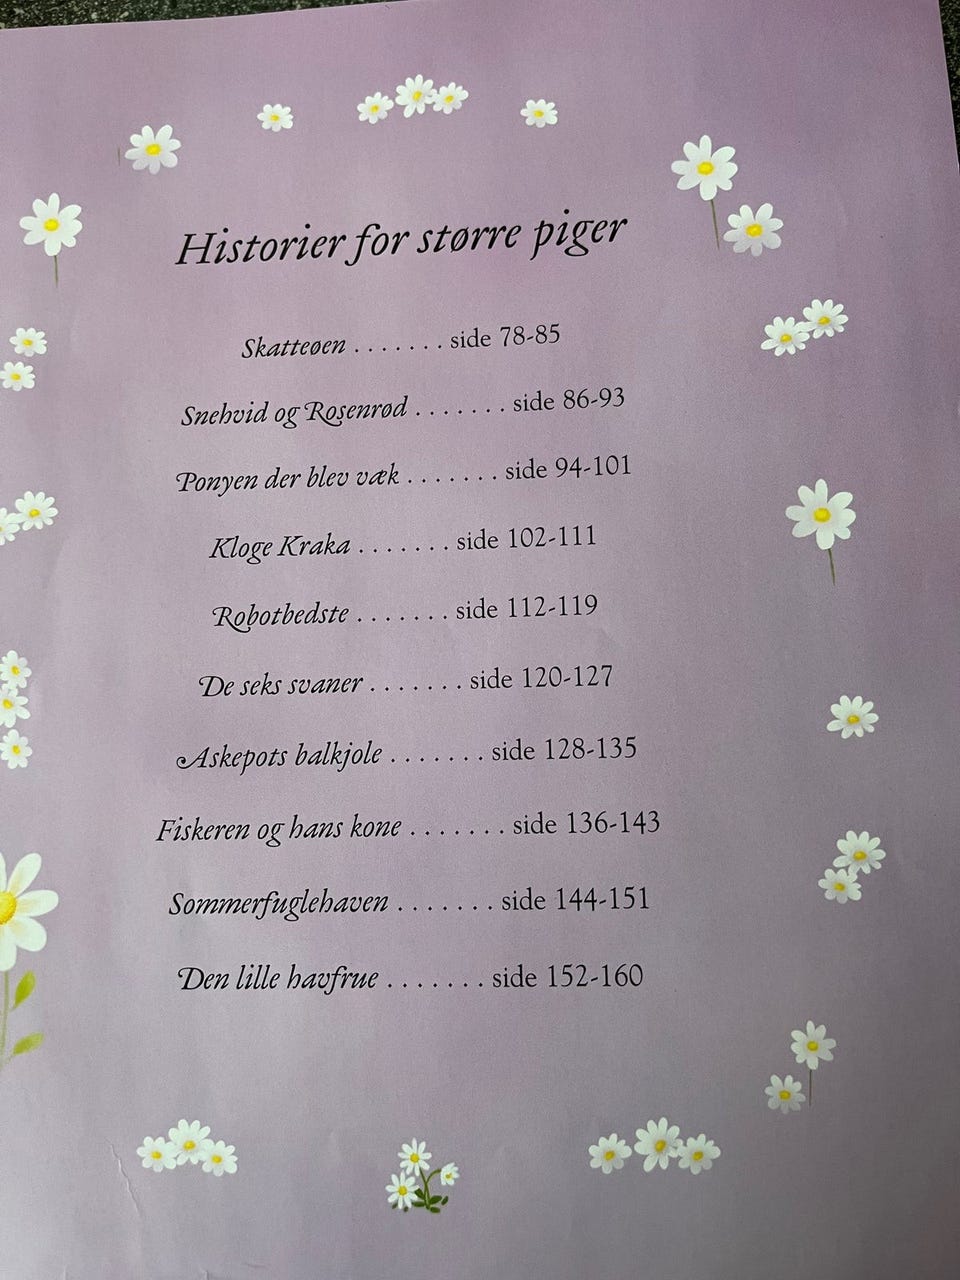 Historier for større piger
Skatteøen . . . . . . . side 78-85
Snehvid og Rosenrød . . . . . . . side 86-93
Ponyen der blev væk . . . . . . . side 94-101
Kloge Kraka . . . . . . . side 102-111
Robotbedste . . . . . . . side 112-119
De seks svaner . . . . . . . side 120-127
Askepots balkjole . . . . . . . side 128-135
Fiskeren og hans kone . . . . . . . side 136-143
Sommerfuglehaven . . . . . . . side 144-151
Den lille havfrue . . . . . . . side 152-160